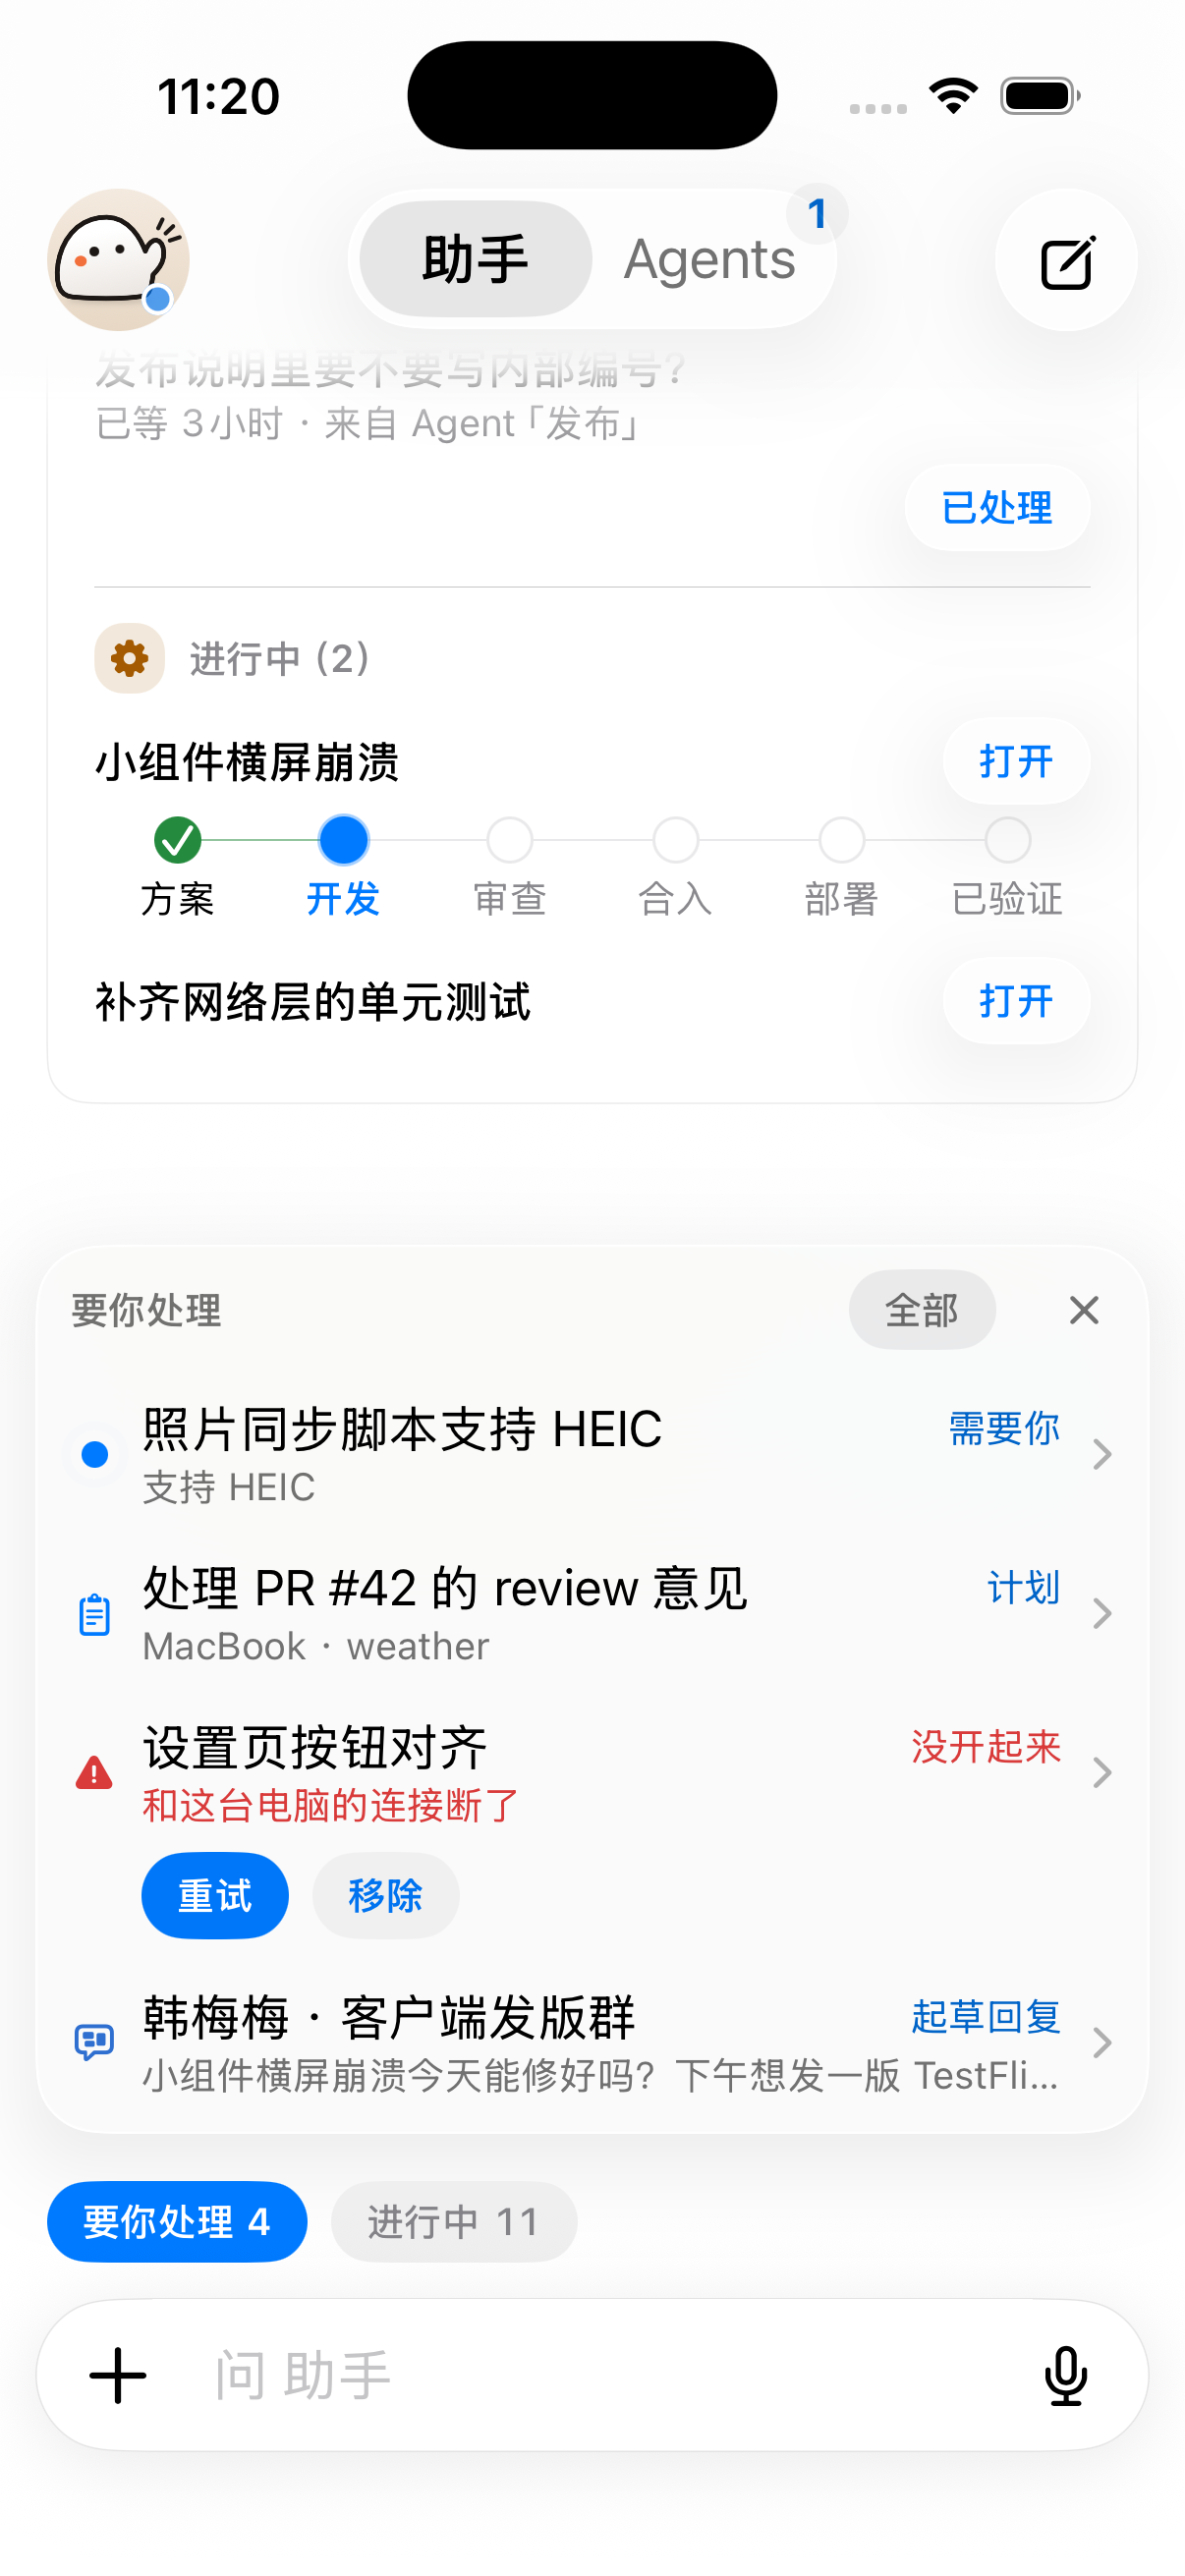 11:20
助手
Agents
1
发布说明里要不要写内部编号？
已等 3小时 · 来自 Agent「发布」
已处理
进行中 (2)
小组件横屏崩溃
打开
方案
开发
审查
合入
部署
已验证
补齐网络层的单元测试
打开
要你处理
全部
照片同步脚本支持 HEIC
需要你
支持 HEIC
处理 PR #42 的 review 意见
计划
MacBook · weather
设置页按钮对齐
没开起来
和这台电脑的连接断了
重试
移除
韩梅梅 · 客户端发版群
起草回复
小组件横屏崩溃今天能修好吗？下午想发一版 TestFli...
要你处理 4
进行中 11
问 助手